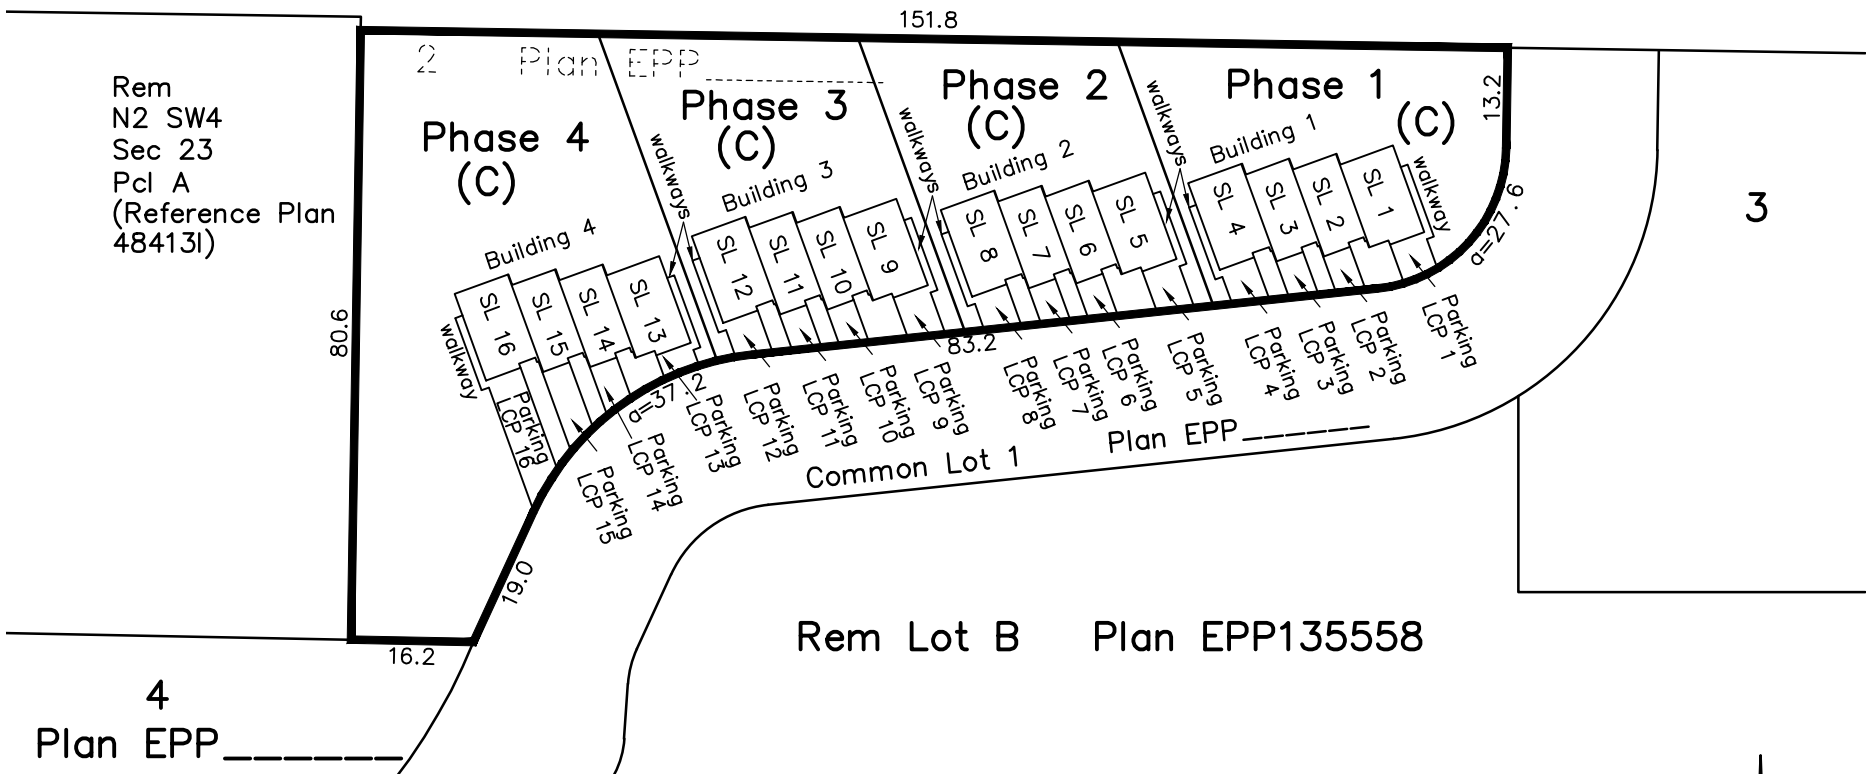 151.8
2 Plan EPP______
Rem
N2 SW4
Sec 23
Pcl A
(Reference Plan
48413I)
Phase 4
(C)
Phase 3
(C)
Phase 2
(C)
Phase 1
(C)
13.2
3
walkways
walkways
walkways
walkway
Building 4
Building 3
Building 2
Building 1
SL 16
SL 15
SL 14
SL 13
SL 12
SL 11
SL 10
SL 9
SL 8
SL 7
SL 6
SL 5
SL 4
SL 3
SL 2
SL 1
a=27.6
80.6
walkway
83.2
a=37.2
Parking
LCP 16
Parking
LCP 15
Parking
LCP 14
Parking
LCP 13
Parking
LCP 12
Parking
LCP 11
Parking
LCP 10
Parking
LCP 9
Parking
LCP 8
Parking
LCP 7
Parking
LCP 6
Parking
LCP 5
Parking
LCP 4
Parking
LCP 3
Parking
LCP 2
Parking
LCP 1
Common Lot 1 Plan EPP______
19.0
16.2
Rem Lot B Plan EPP135558
4
Plan EPP______